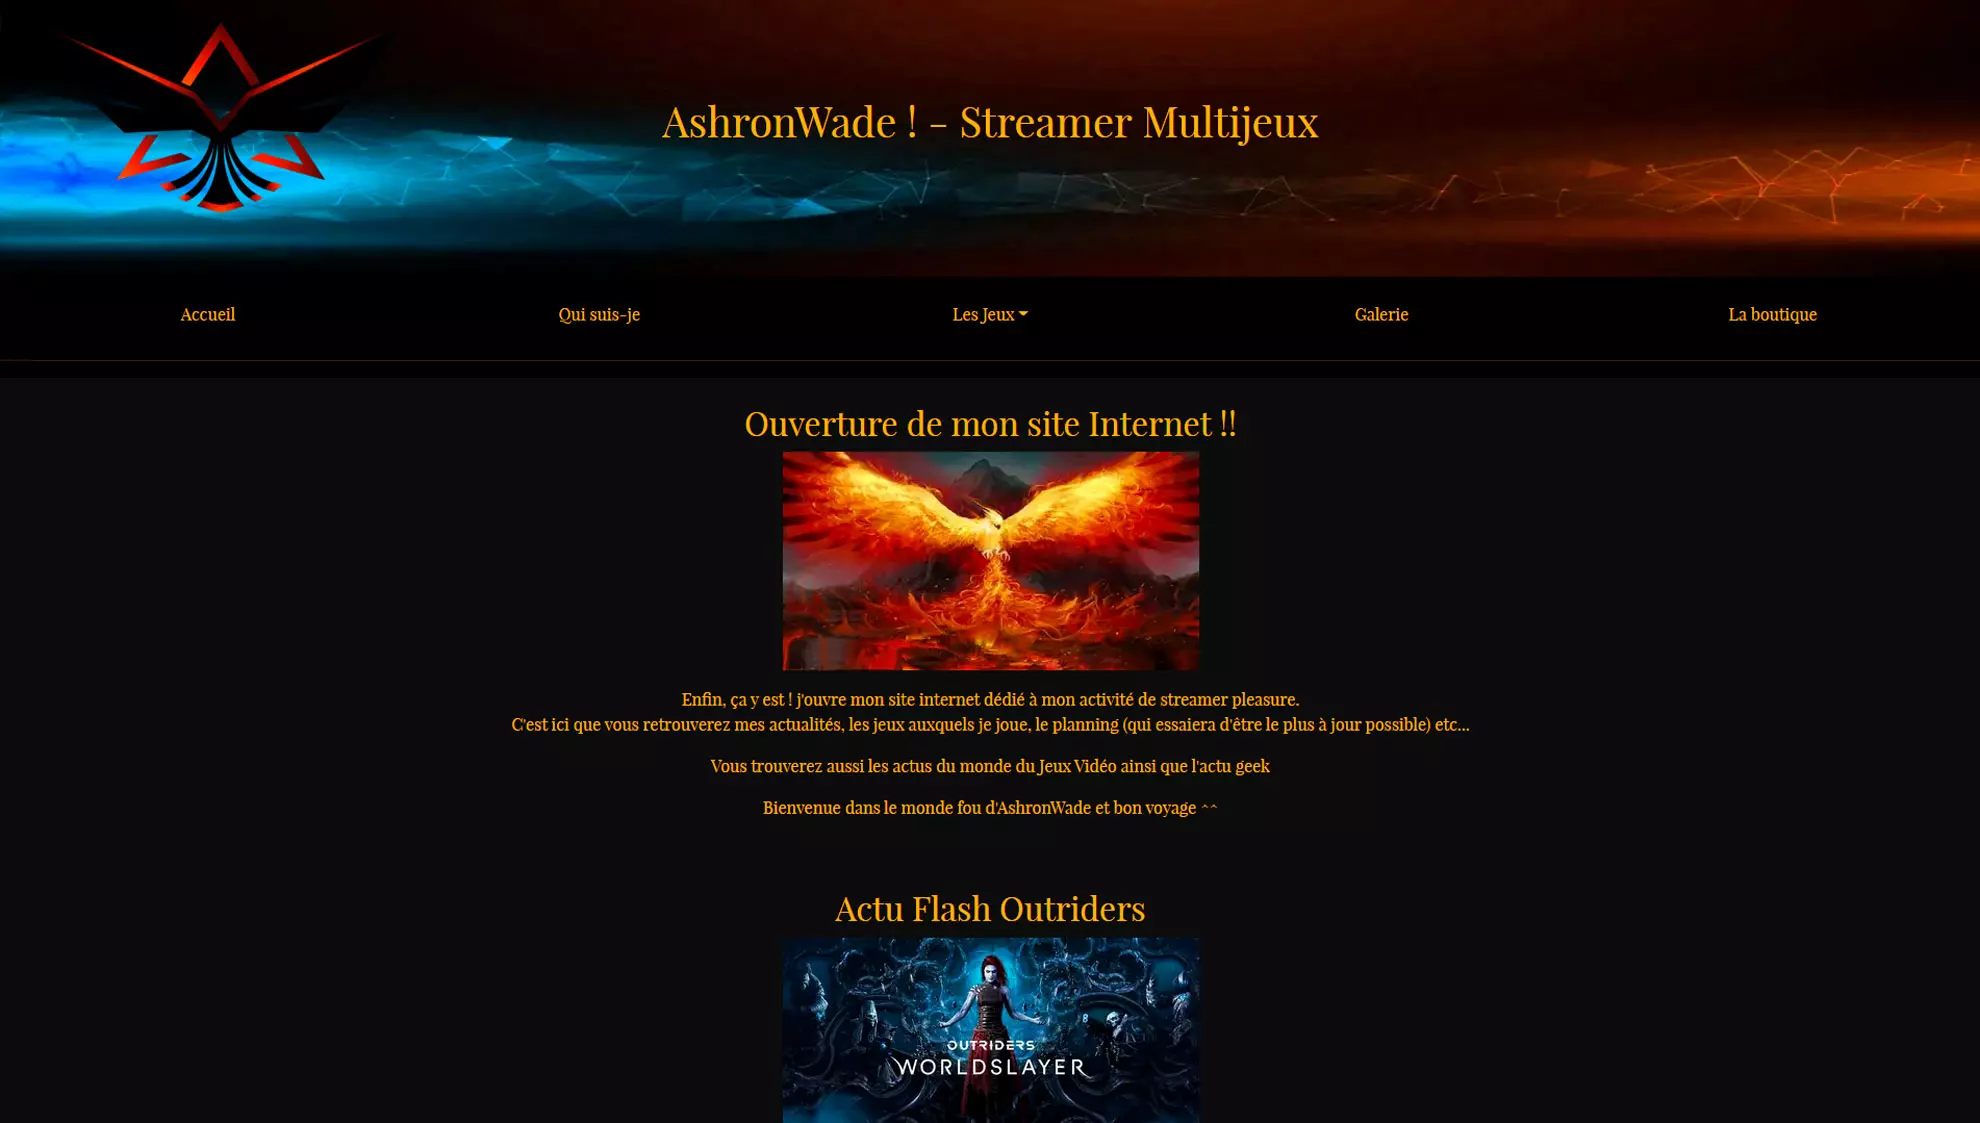 AshronWade ! - Streamer Multijeux
Accueil
Qui suis-je
Les Jeux
Galerie
La boutique
Ouverture de mon site Internet !!
Enfin, ça y est ! j'ouvre mon site internet dédié à mon activité de streamer pleasure.
C'est ici que vous retrouverez mes actualités, les jeux auxquels je joue, le planning (qui essaiera d'être le plus à jour possible) etc...
Vous trouverez aussi les actus du monde du Jeux Vidéo ainsi que l'actu geek
Bienvenue dans le monde fou d'AshronWade et bon voyage ^^
Actu Flash Outriders
OUTRIDERS
WORLDSLAYER